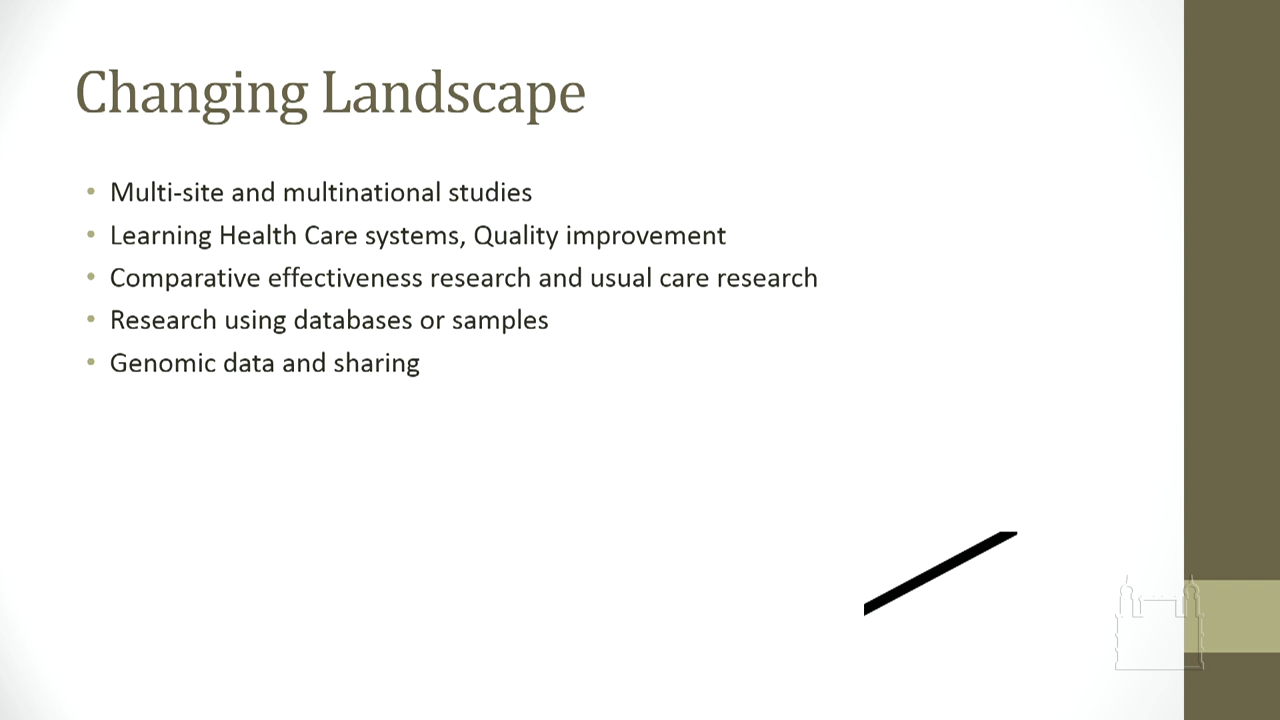 Changing Landscape
• Multi-site and multinational studies
• Learning Health Care systems, Quality improvement
• Comparative effectiveness research and usual care research
• Research using databases or samples
• Genomic data and sharing